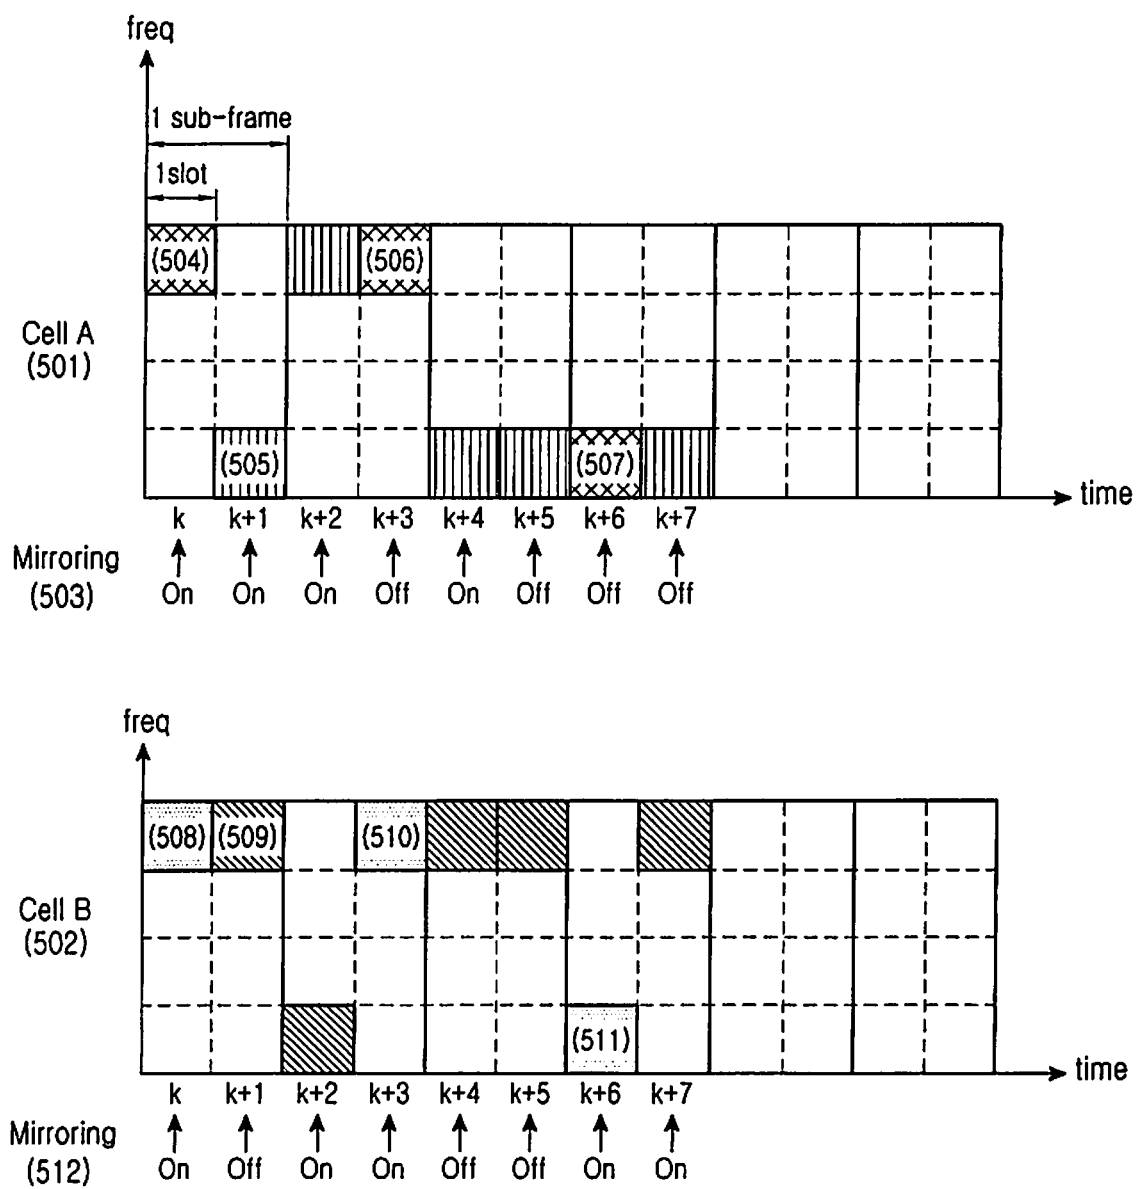 freq
1 sub-frame
1slot
(504) (506)
Cell A
(501)
(505) (507)
time
k k+1 k+2 k+3 k+4 k+5 k+6 k+7
Mirroring
(503)
On On On Off On Off Off Off
freq
(508) (509) (510)
Cell B
(502)
(511)
time
k k+1 k+2 k+3 k+4 k+5 k+6 k+7
Mirroring
(512)
On Off On On Off Off On On